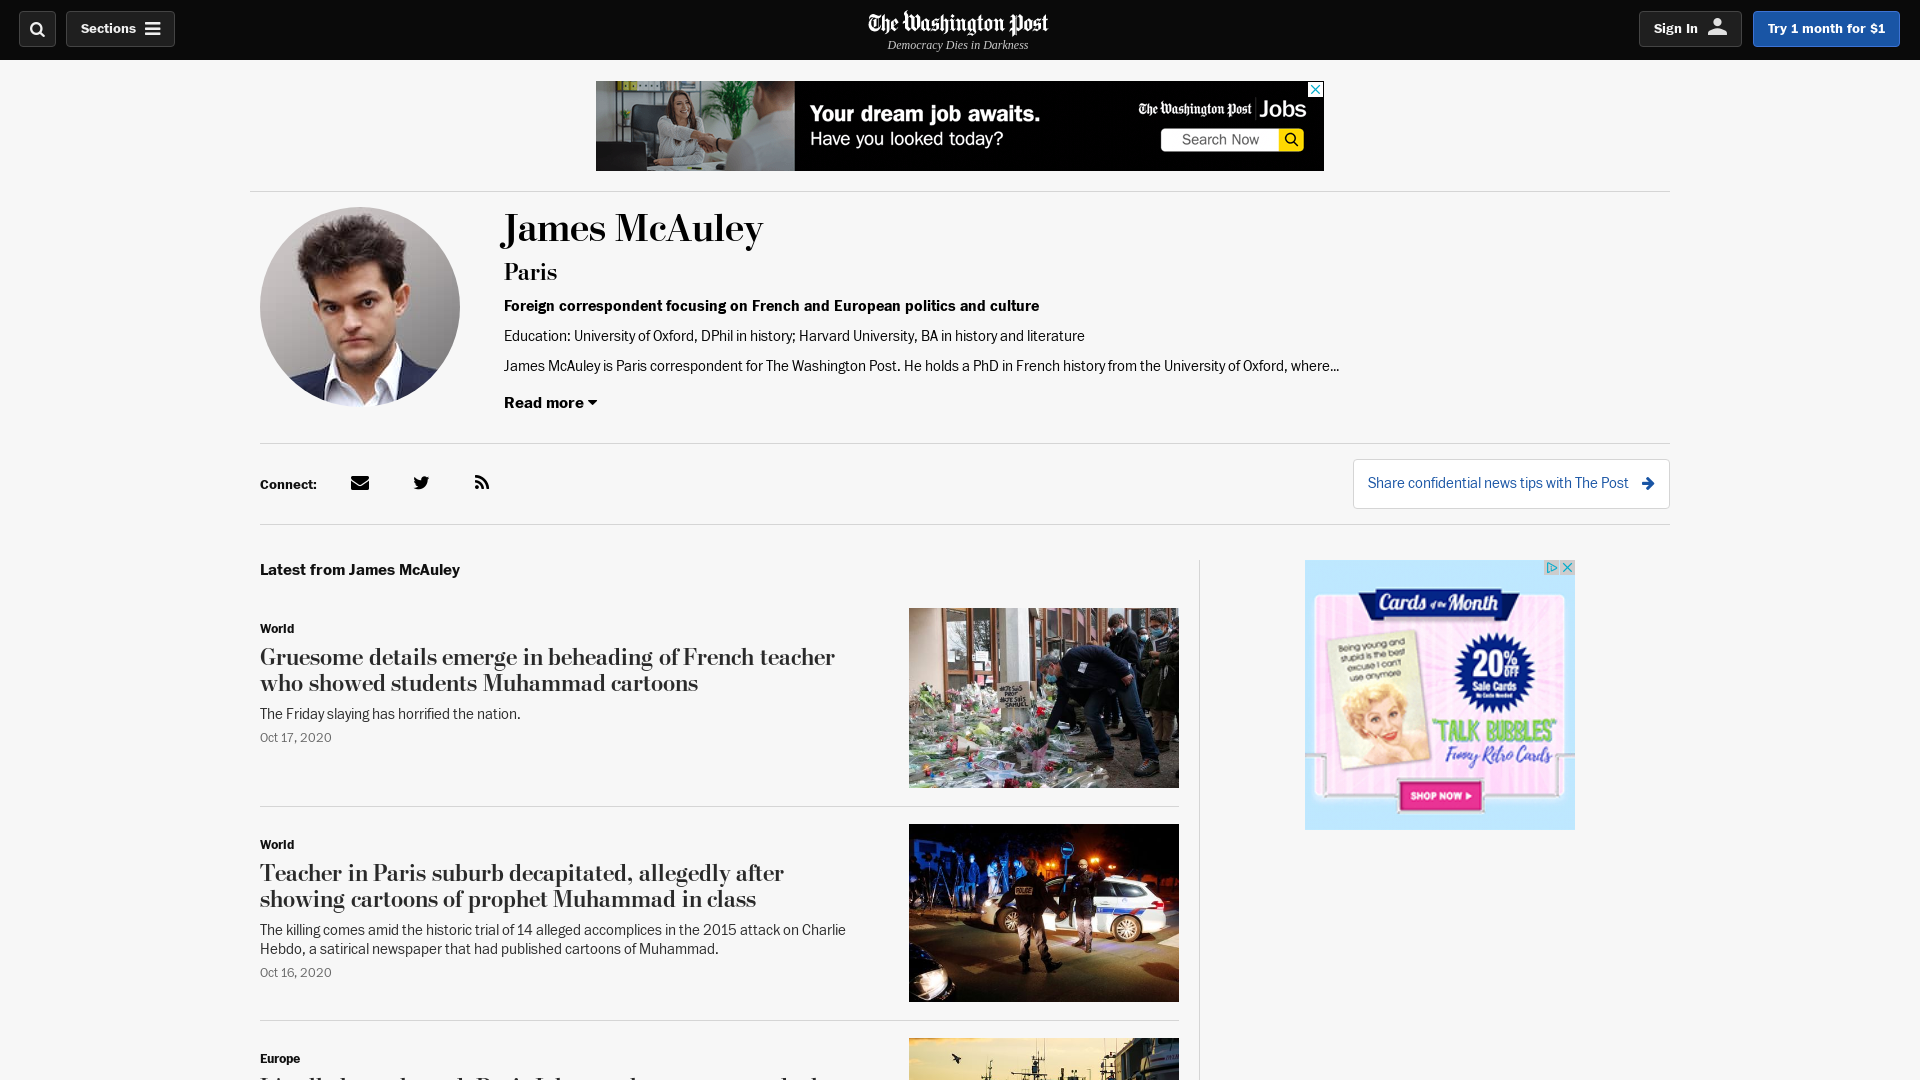 Sections
The Washington Post
Democracy Dies in Darkness
Sign In
Try 1 month for $1
Your dream job awaits.
Have you looked today?
The Washington Post Jobs
Search Now
James McAuley
Paris
Foreign correspondent focusing on French and European politics and culture
Education: University of Oxford, DPhil in history; Harvard University, BA in history and literature
James McAuley is Paris correspondent for The Washington Post. He holds a PhD in French history from the University of Oxford, where...
Read more
Connect:
Share confidential news tips with The Post
Latest from James McAuley
World
Gruesome details emerge in beheading of French teacher
who showed students Muhammad cartoons
The Friday slaying has horrified the nation.
Oct 17, 2020
World
Teacher in Paris suburb decapitated, allegedly after
showing cartoons of prophet Muhammad in class
The killing comes amid the historic trial of 14 alleged accomplices in the 2015 attack on Charlie
Hebdo, a satirical newspaper that had published cartoons of Muhammad.
Oct 16, 2020
Europe
Cards of the Month
Being young and
stupid is the best
excuse I can't
use anymore.
20% OFF
Sale Cards
No Code Needed
"TALK BUBBLES"
Funny Retro Cards
SHOP NOW
POLICE